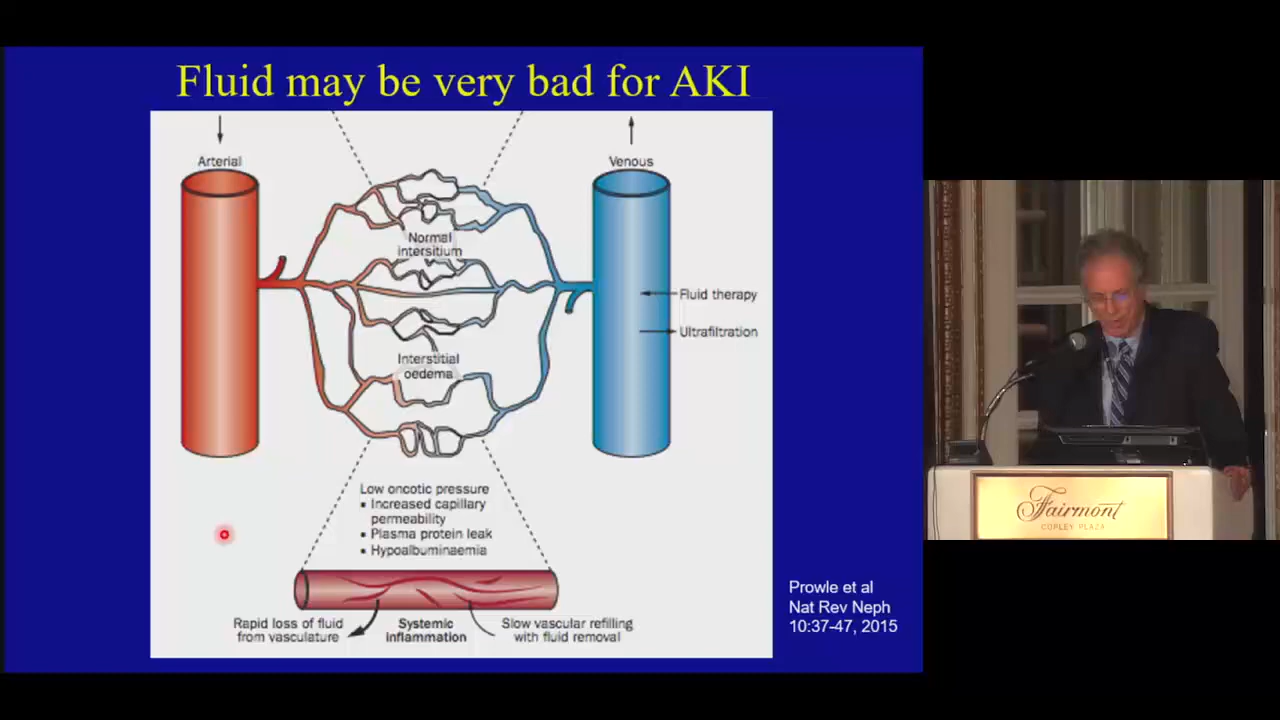 Fluid may be very bad for AKI
Arterial
Venous
Normal
intersitium
Fluid therapy
Ultrafiltration
Interstitial
oedema
Low oncotic pressure
• Increased capillary
permeability
• Plasma protein leak
• Hypoalbuminaemia
Rapid loss of fluid
from vasculature
Systemic
inflammation
Slow vascular refilling
with fluid removal
Prowle et al
Nat Rev Neph
10:37-47, 2015
Fairmont
COPLEY PLAZA